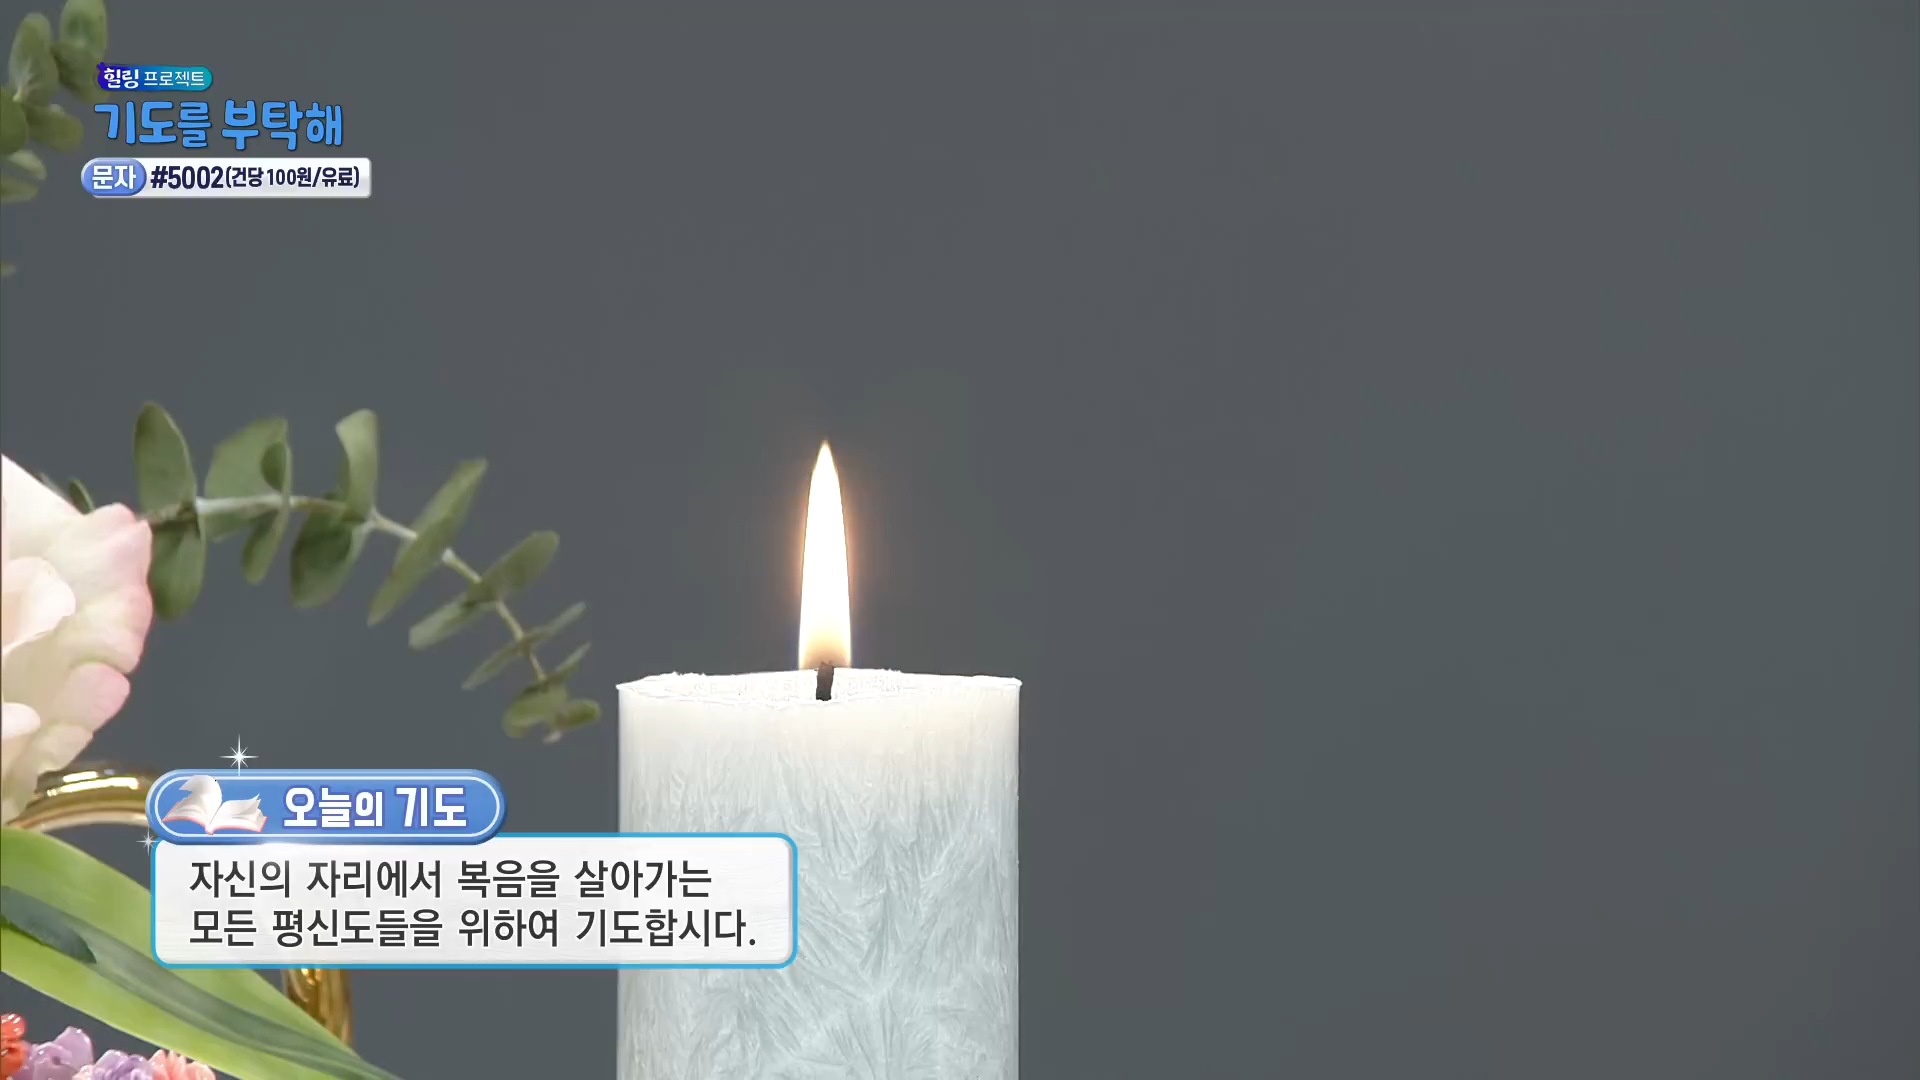 힐링 프로젝트
기도를 부탁해
문자 #5002(건당 100원/유료)
오늘의 기도
자신의 자리에서 복음을 살아가는
모든 평신도들을 위하여 기도합시다.